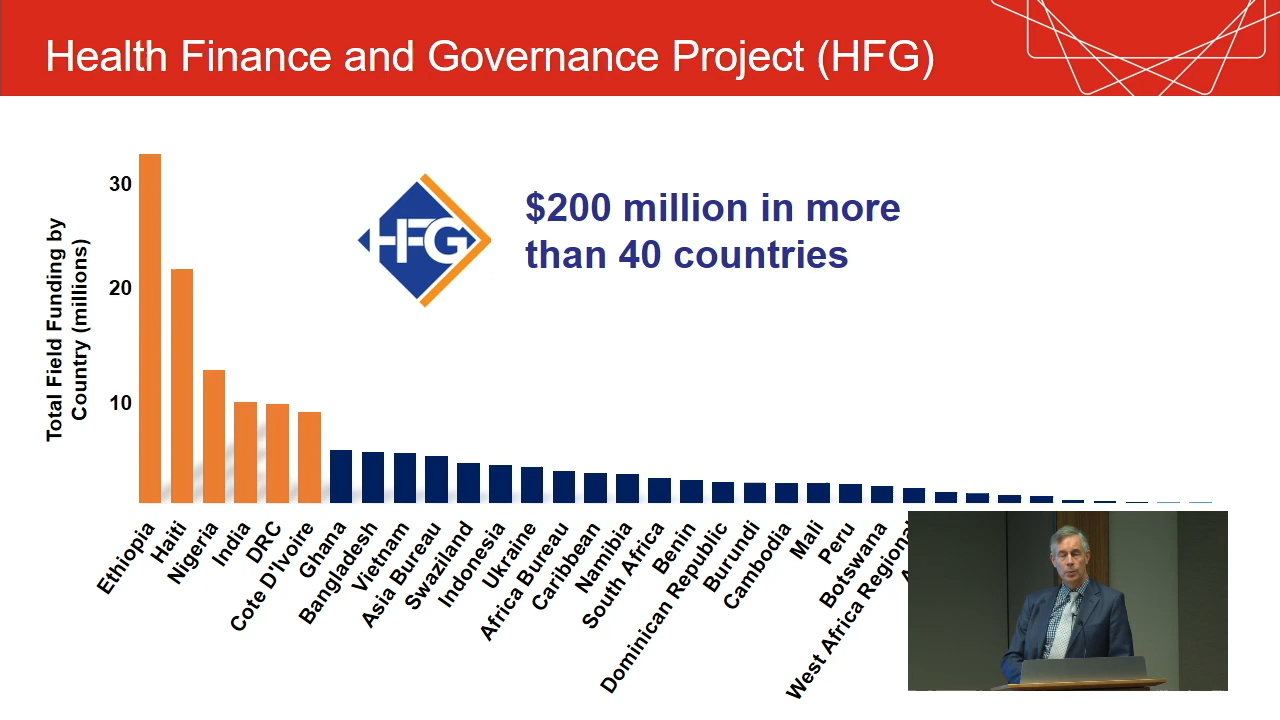 Health Finance and Governance Project (HFG)
Total Field Funding by
Country (millions)
30
20
10
HFG
$200 million in more
than 40 countries
Ethiopia
Haiti
Nigeria
India
DRC
Cote D'Ivoire
Ghana
Bangladesh
Vietnam
Asia Bureau
Swaziland
Indonesia
Ukraine
Africa Bureau
Caribbean
Namibia
South Africa
Benin
Dominican Republic
Burundi
Cambodia
Mali
Peru
Botswana
West Africa Regional